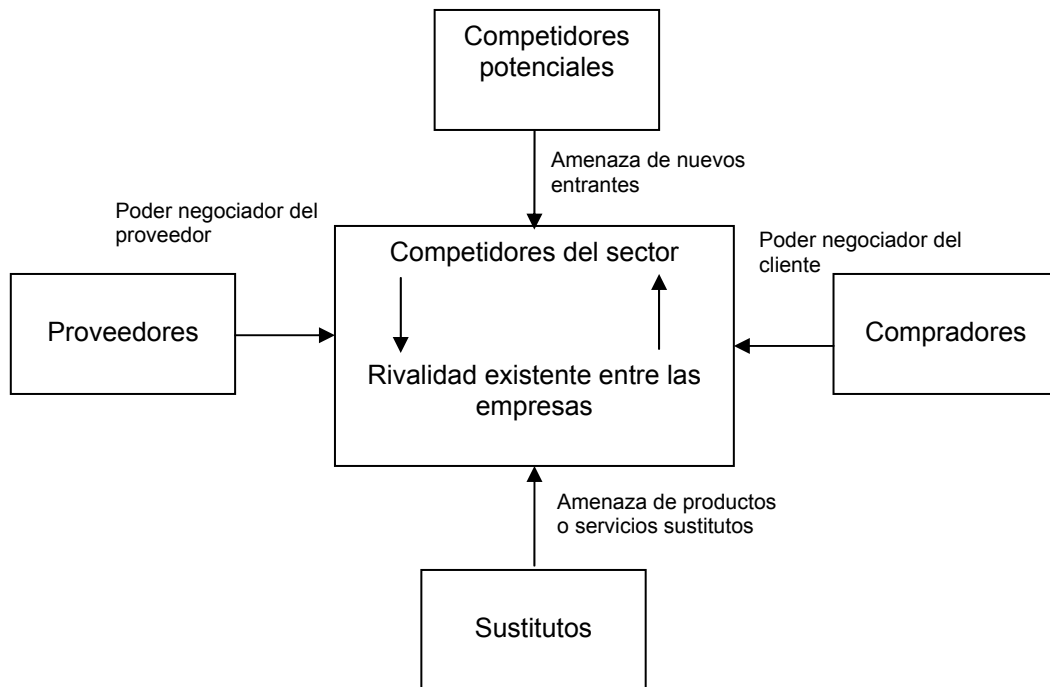 Competidores
potenciales
Amenaza de nuevos
entrantes
Poder negociador del
proveedor
Competidores del sector
Poder negociador del
cliente
Proveedores
Compradores
Rivalidad existente entre las
empresas
Amenaza de productos
o servicios sustitutos
Sustitutos